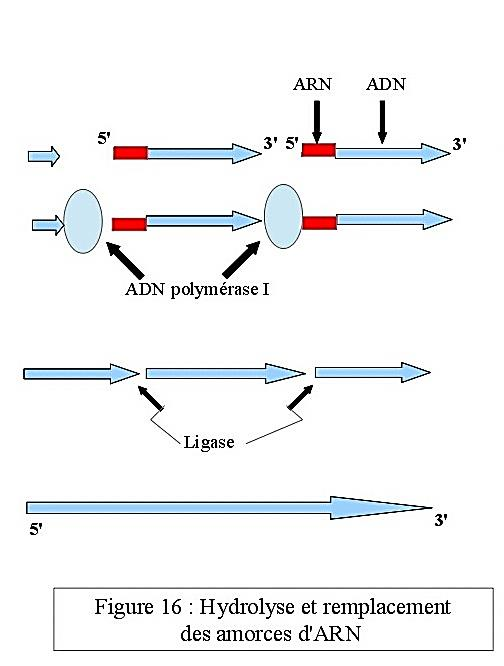 ARN ADN
5' 3' 5' 3'
ADN polymérase I
Ligase
5' 3'
Figure 16 : Hydrolyse et remplacement
des amorces d'ARN